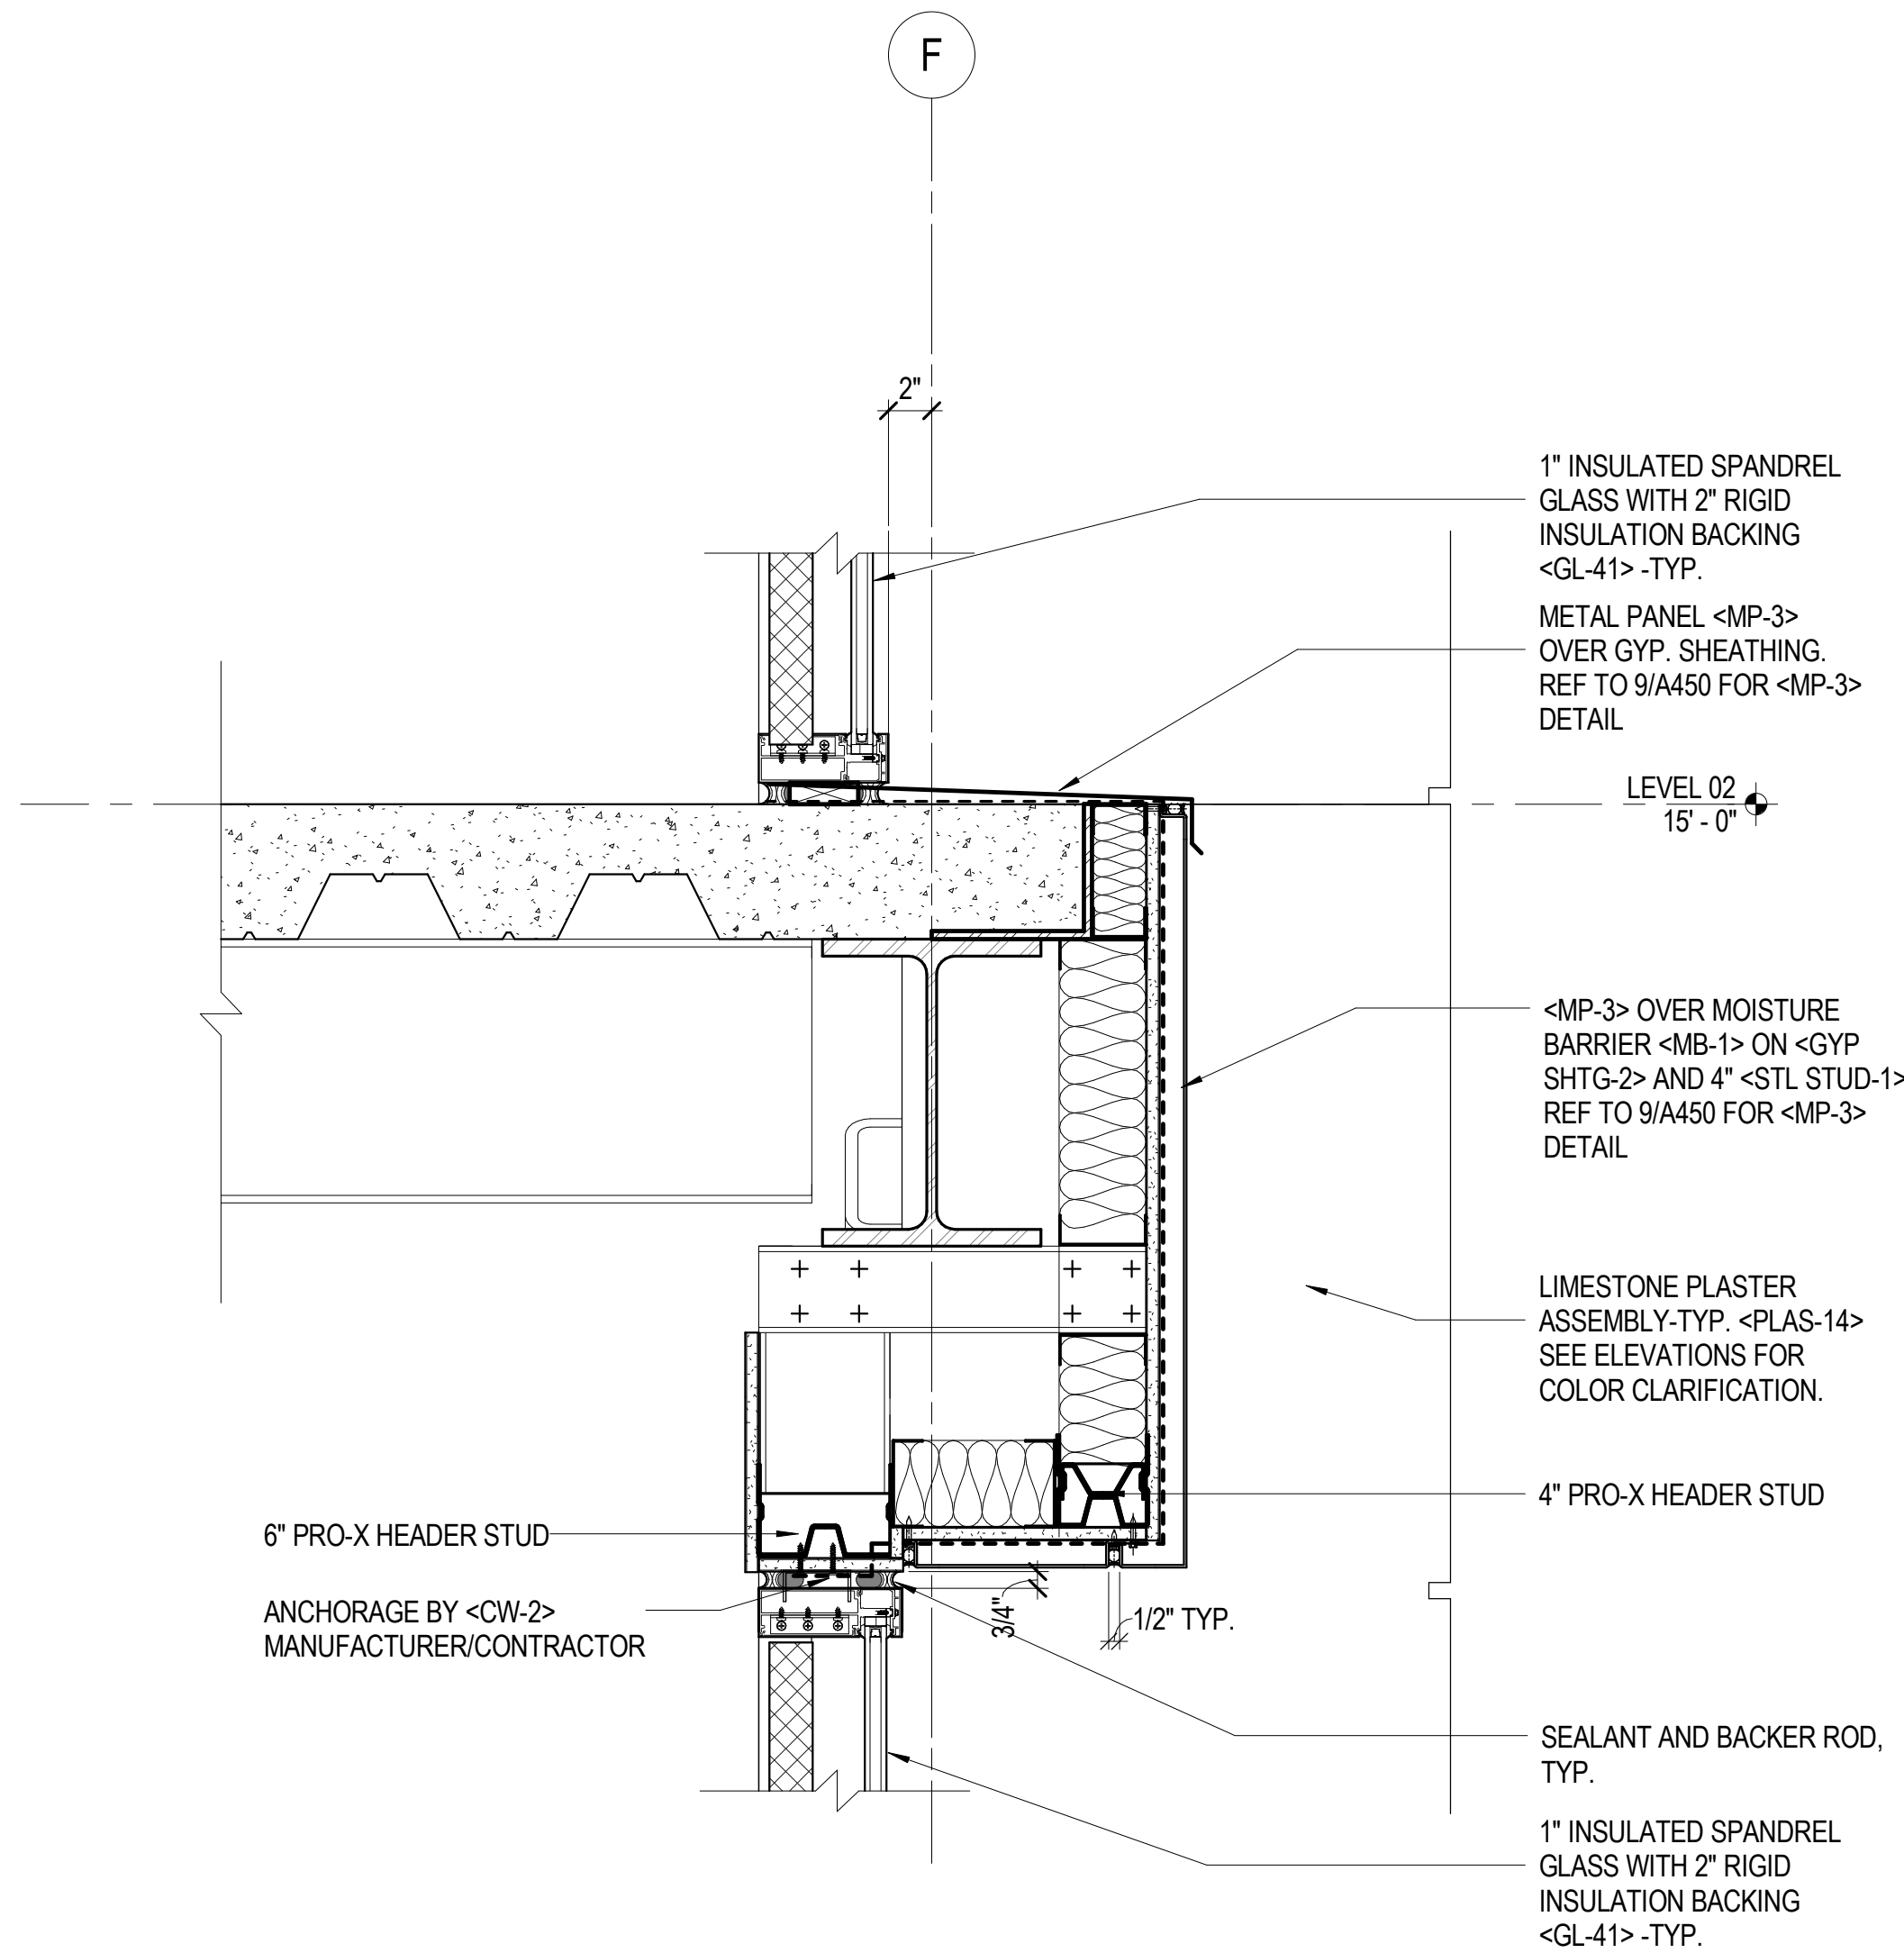 F
2"
1" INSULATED SPANDREL
GLASS WITH 2" RIGID
INSULATION BACKING
<GL-41> -TYP.
METAL PANEL <MP-3>
OVER GYP. SHEATHING.
REF TO 9/A450 FOR <MP-3>
DETAIL
LEVEL 02
15' - 0"
<MP-3> OVER MOISTURE
BARRIER <MB-1> ON <GYP
SHTG-2> AND 4" <STL STUD-1>
REF TO 9/A450 FOR <MP-3>
DETAIL
LIMESTONE PLASTER
ASSEMBLY-TYP. <PLAS-14>
SEE ELEVATIONS FOR
COLOR CLARIFICATION.
4" PRO-X HEADER STUD
6" PRO-X HEADER STUD
ANCHORAGE BY <CW-2>
MANUFACTURER/CONTRACTOR
3/4"
1/2" TYP.
SEALANT AND BACKER ROD,
TYP.
1" INSULATED SPANDREL
GLASS WITH 2" RIGID
INSULATION BACKING
<GL-41> -TYP.